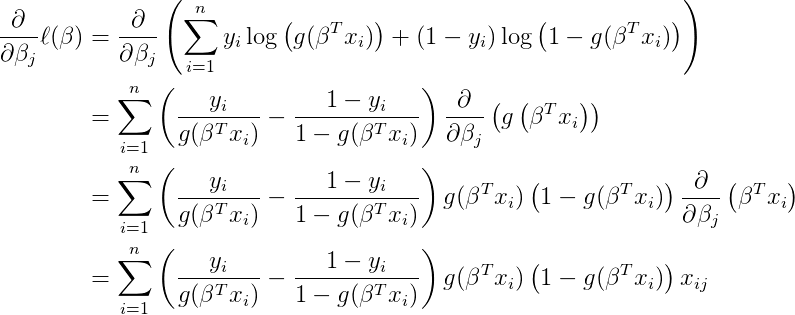 ∂/∂β_j ℓ(β) = ∂/∂β_j ( ∑_{i=1}^{n} y_i log (g(β^T x_i)) + (1 − y_i) log (1 − g(β^T x_i)) )
= ∑_{i=1}^{n} ( y_i / g(β^T x_i) − (1 − y_i) / (1 − g(β^T x_i)) ) ∂/∂β_j (g (β^T x_i))
= ∑_{i=1}^{n} ( y_i / g(β^T x_i) − (1 − y_i) / (1 − g(β^T x_i)) ) g(β^T x_i) (1 − g(β^T x_i)) ∂/∂β_j (β^T x_i)
= ∑_{i=1}^{n} ( y_i / g(β^T x_i) − (1 − y_i) / (1 − g(β^T x_i)) ) g(β^T x_i) (1 − g(β^T x_i)) x_{ij}